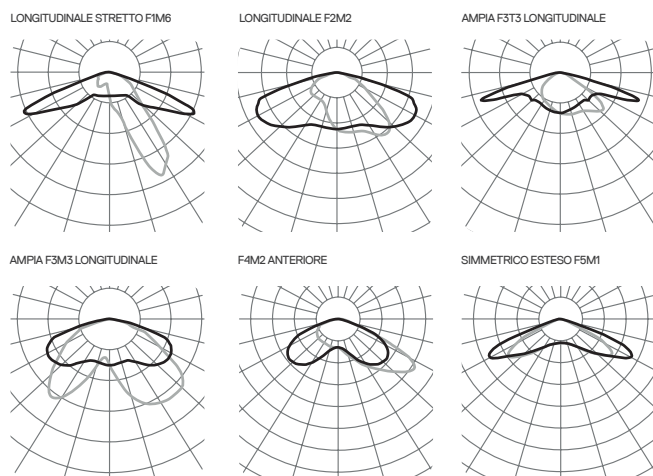 LONGITUDINALE STRETTO F1M6
LONGITUDINALE F2M2
AMPIA F3T3 LONGITUDINALE
AMPIA F3M3 LONGITUDINALE
F4M2 ANTERIORE
SIMMETRICO ESTESO F5M1